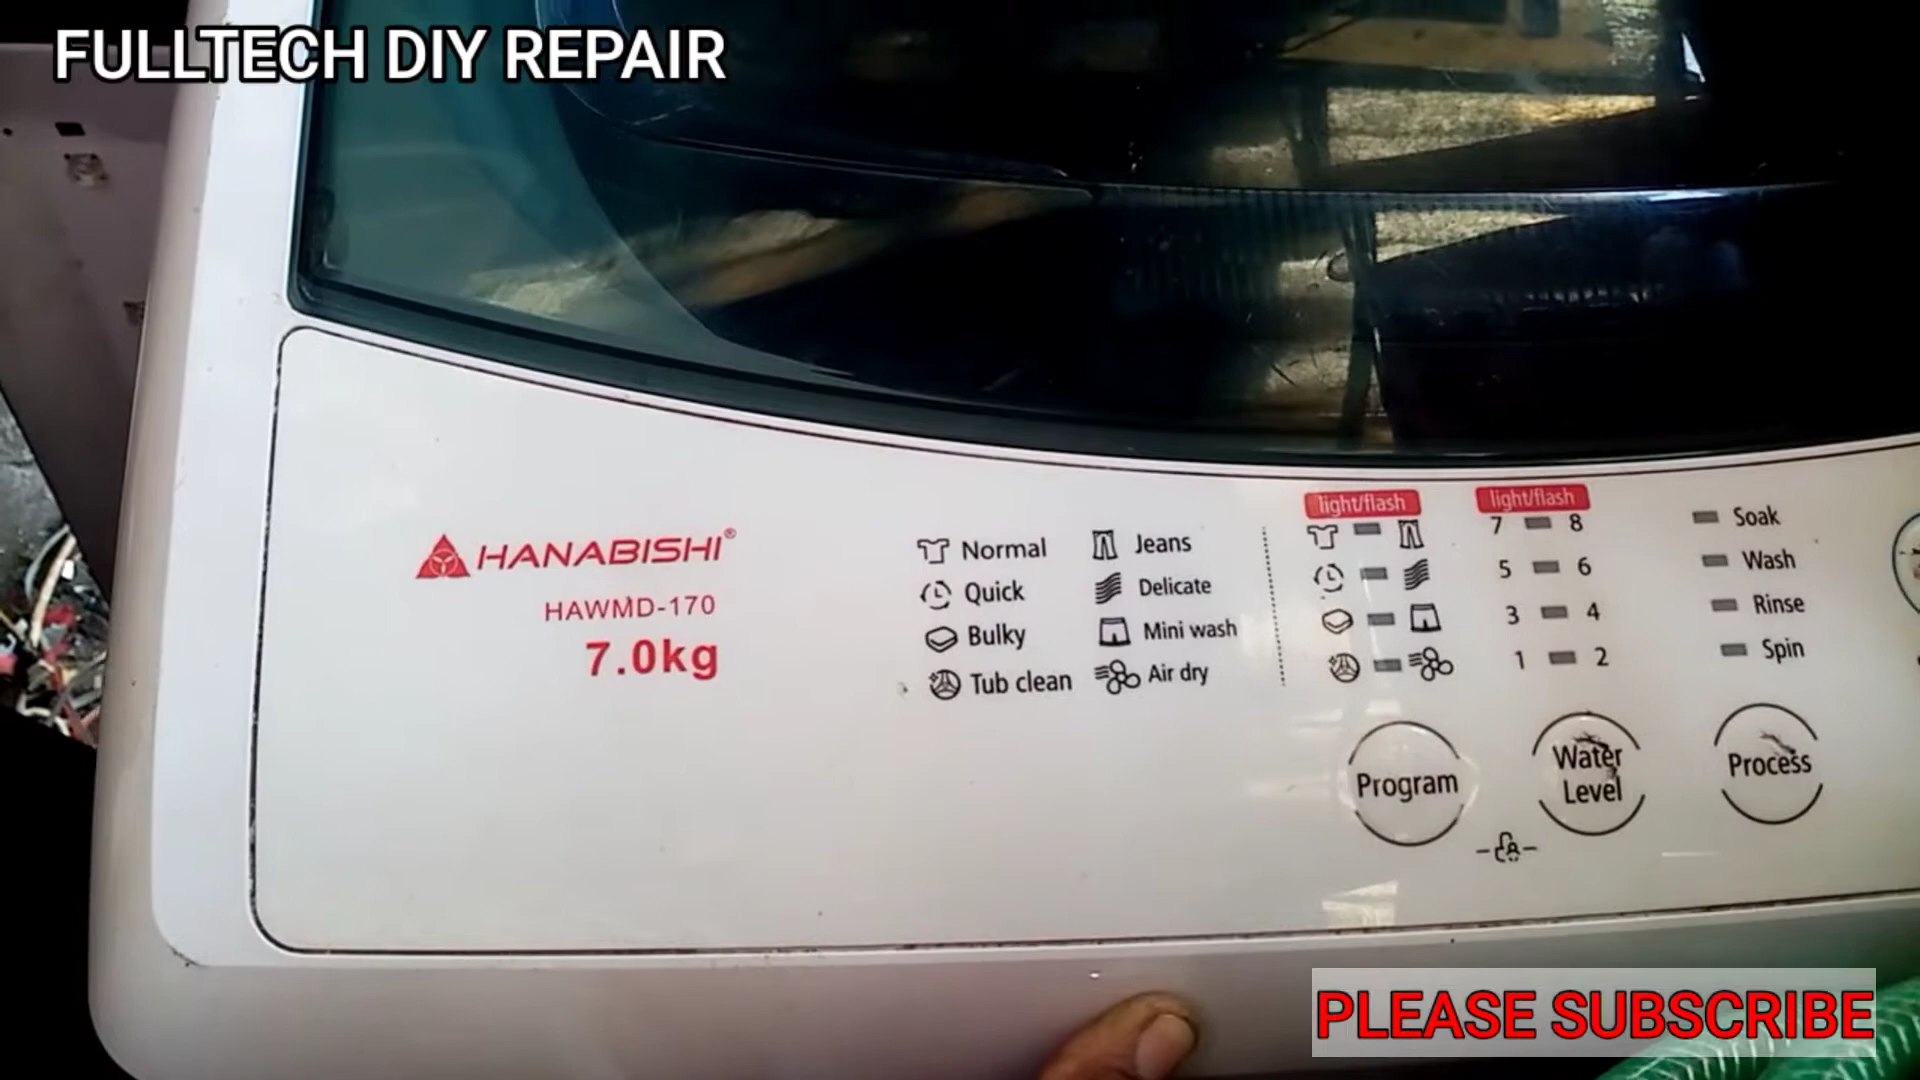 FULLTECH DIY REPAIR
HANABISHI®
HAWMD-170
7.0kg
Normal Jeans
Quick Delicate
Bulky Mini wash
Tub clean Air dry
light/flash light/flash
7 8 Soak
5 6 Wash
3 4 Rinse
1 2 Spin
Program
Water
Level
Process
PLEASE SUBSCRIBE